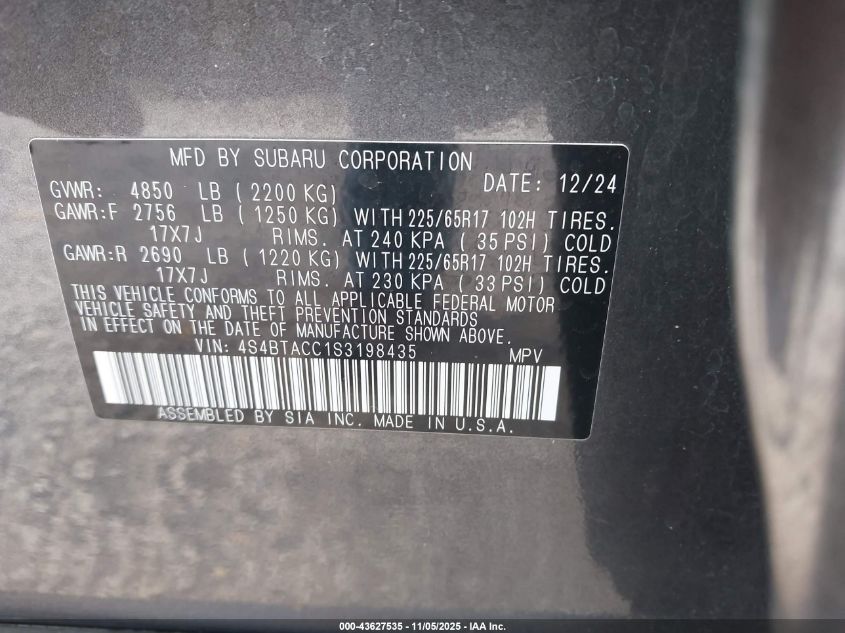 MFD BY SUBARU CORPORATION
GVWR: 4850 LB ( 2200 KG) DATE: 12/24
GAWR:F 2756 LB ( 1250 KG) WITH 225/65R17 102H TIRES.
17X7J RIMS. AT 240 KPA ( 35 PSI) COLD
GAWR:R 2690 LB ( 1220 KG) WITH 225/65R17 102H TIRES.
17X7J RIMS. AT 230 KPA ( 33 PSI) COLD
THIS VEHICLE CONFORMS TO ALL APPLICABLE FEDERAL MOTOR
VEHICLE SAFETY AND THEFT PREVENTION STANDARDS
IN EFFECT ON THE DATE OF MANUFACTURE SHOWN ABOVE.
VIN: 4S4BTACC1S3198435 MPV
ASSEMBLED BY SIA INC. MADE IN U.S.A.
000-43627535 - 11/05/2025 - IAA Inc.